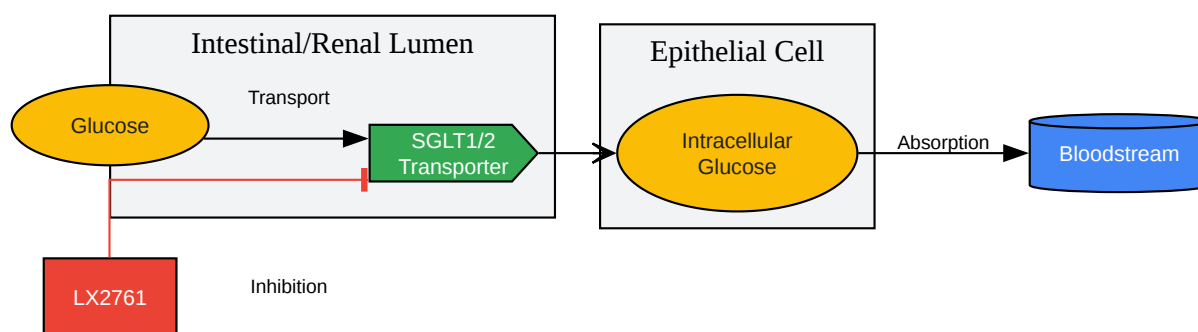 Intestinal/Renal Lumen
Epithelial Cell
Transport
Glucose
SGLT1/2
Transporter
Intracellular
Glucose
Absorption
Bloodstream
Inhibition
LX2761